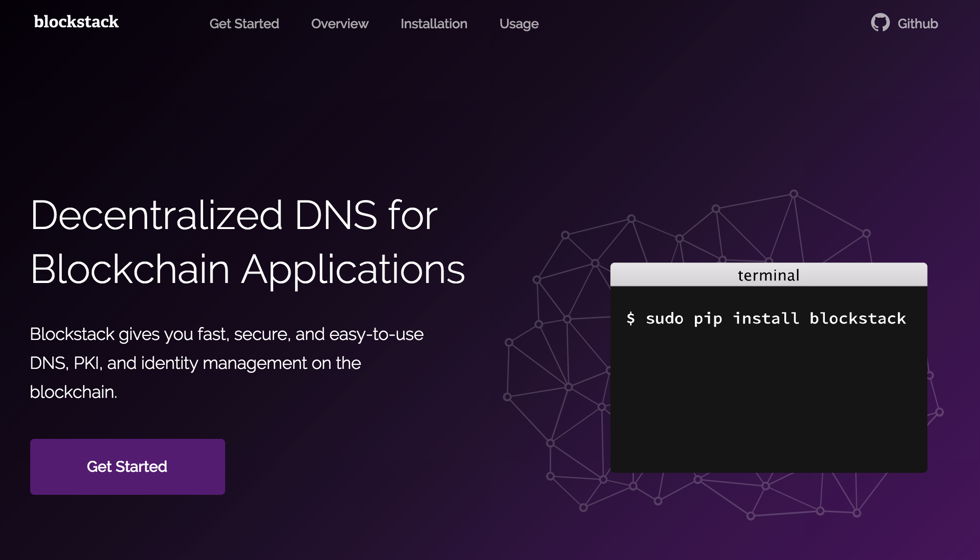 blockstack
Get Started
Overview
Installation
Usage
Github
Decentralized DNS for
Blockchain Applications
Blockstack gives you fast, secure, and easy-to-use
DNS, PKI, and identity management on the
blockchain.
Get Started
terminal
$ sudo pip install blockstack